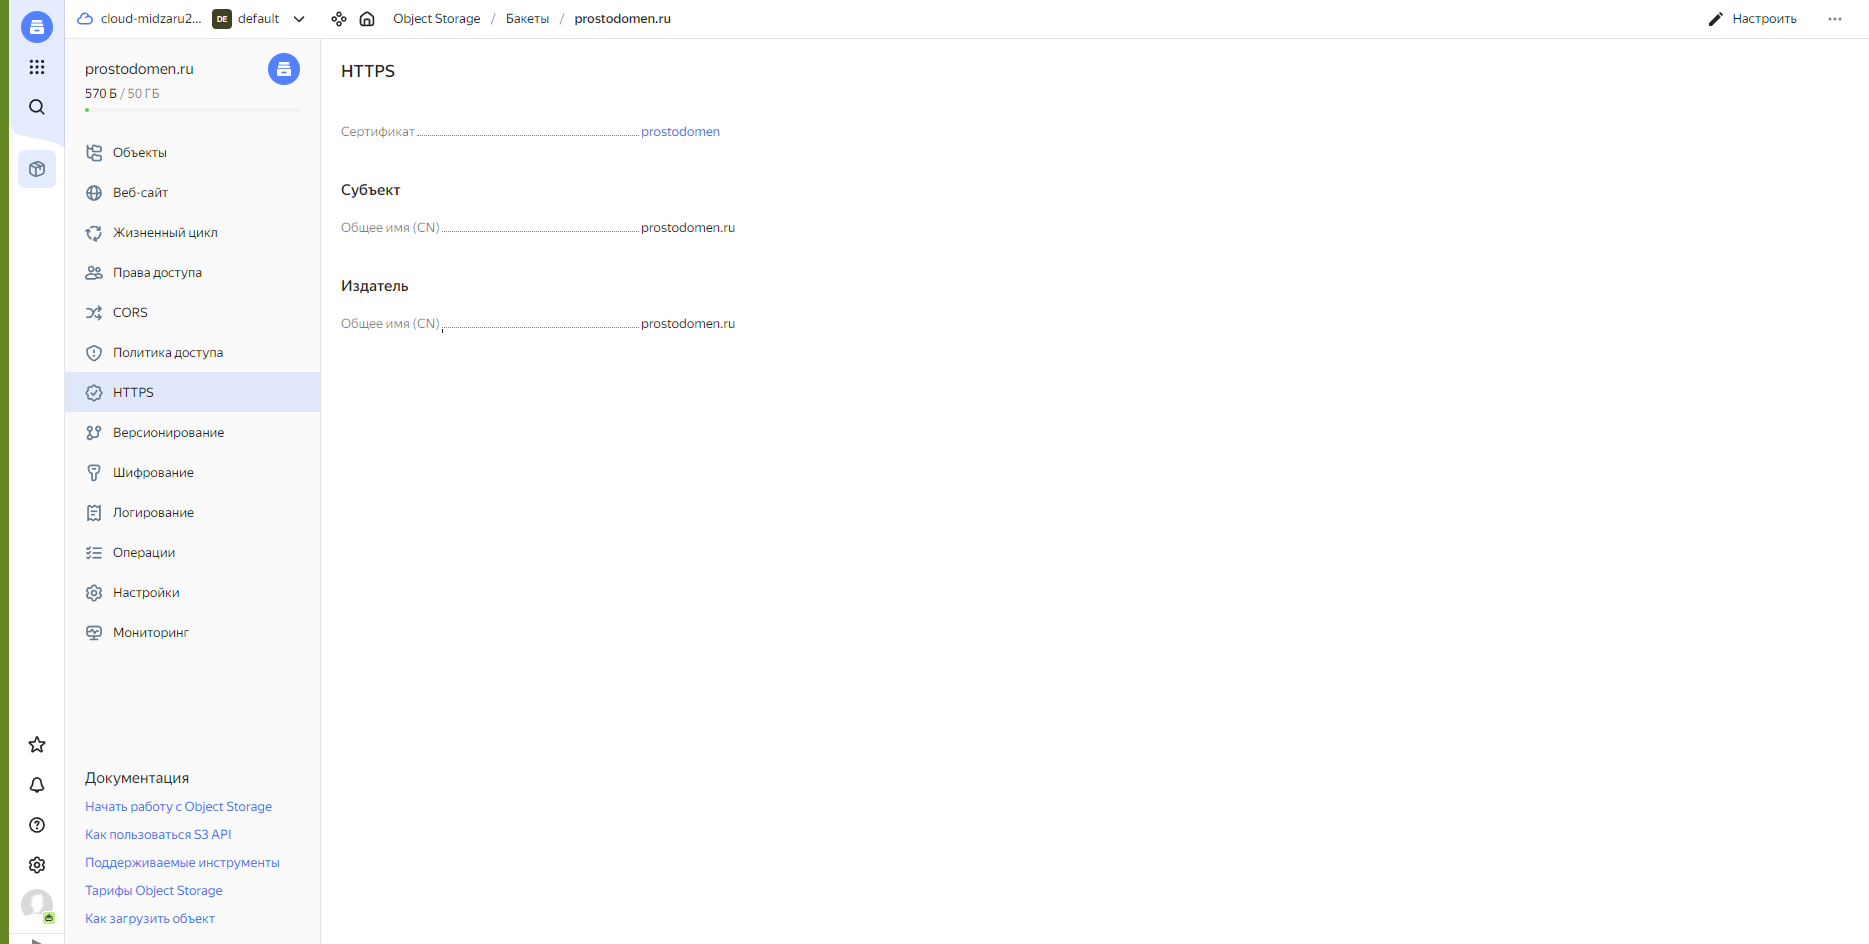 cloud-midzaru2... DE default Object Storage / Бакеты / prostodomen.ru Настроить
prostodomen.ru
570 Б / 50 ГБ
Объекты
Веб-сайт
Жизненный цикл
Права доступа
CORS
Политика доступа
HTTPS
Версионирование
Шифрование
Логирование
Операции
Настройки
Мониторинг
Документация
Начать работу с Object Storage
Как пользоваться S3 API
Поддерживаемые инструменты
Тарифы Object Storage
Как загрузить объект
HTTPS
Сертификат prostodomen
Субъект
Общее имя (CN) prostodomen.ru
Издатель
Общее имя (CN) prostodomen.ru